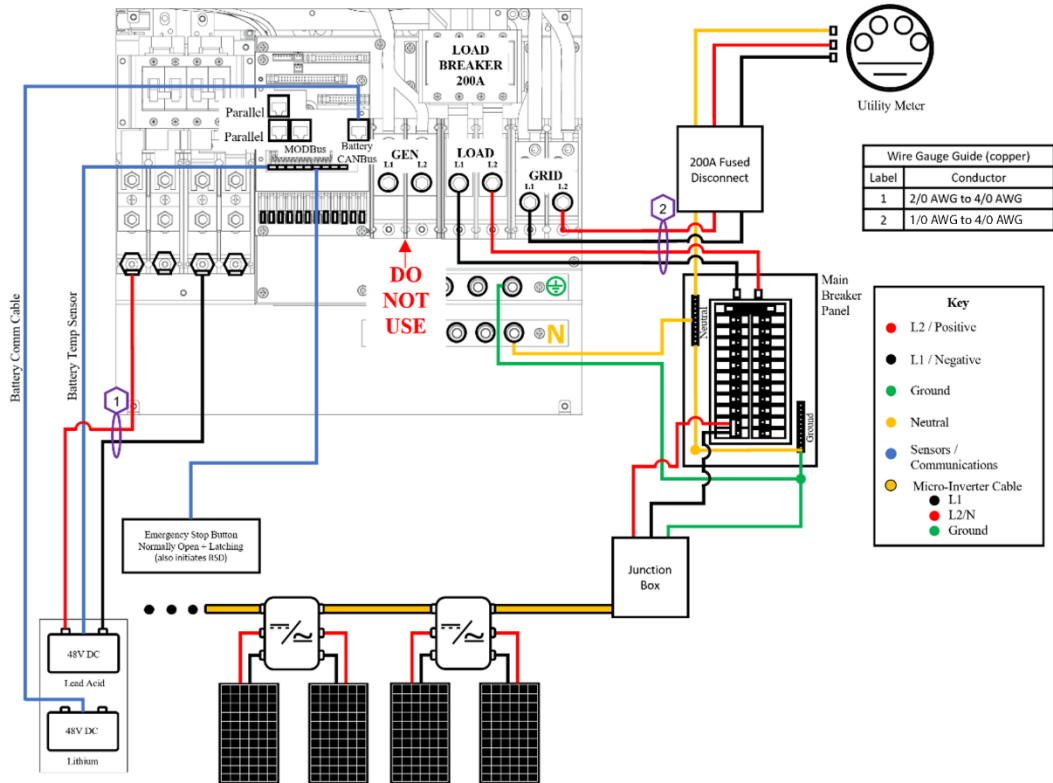 LOAD
BREAKER
200A
Parallel
Parallel
MODBus
Battery
CANBus
GEN
L1
L2
LOAD
L1
L2
GRID
L1
L2
DO
NOT
USE
N
Utility Meter
200A Fused
Disconnect
Wire Gauge Guide (copper)
Label Conductor
1 2/0 AWG to 4/0 AWG
2 1/0 AWG to 4/0 AWG
2
Main
Breaker
Panel
Neutral
Ground
Key
L2 / Positive
L1 / Negative
Ground
Neutral
Sensors /
Communications
Micro-Inverter Cable
L1
L2/N
Ground
Battery Comm Cable
Battery Temp Sensor
1
Emergency Stop Button
Normally Open + Latching
(also initiates RSD)
Junction
Box
48V DC
Lead Acid
48V DC
Lithium